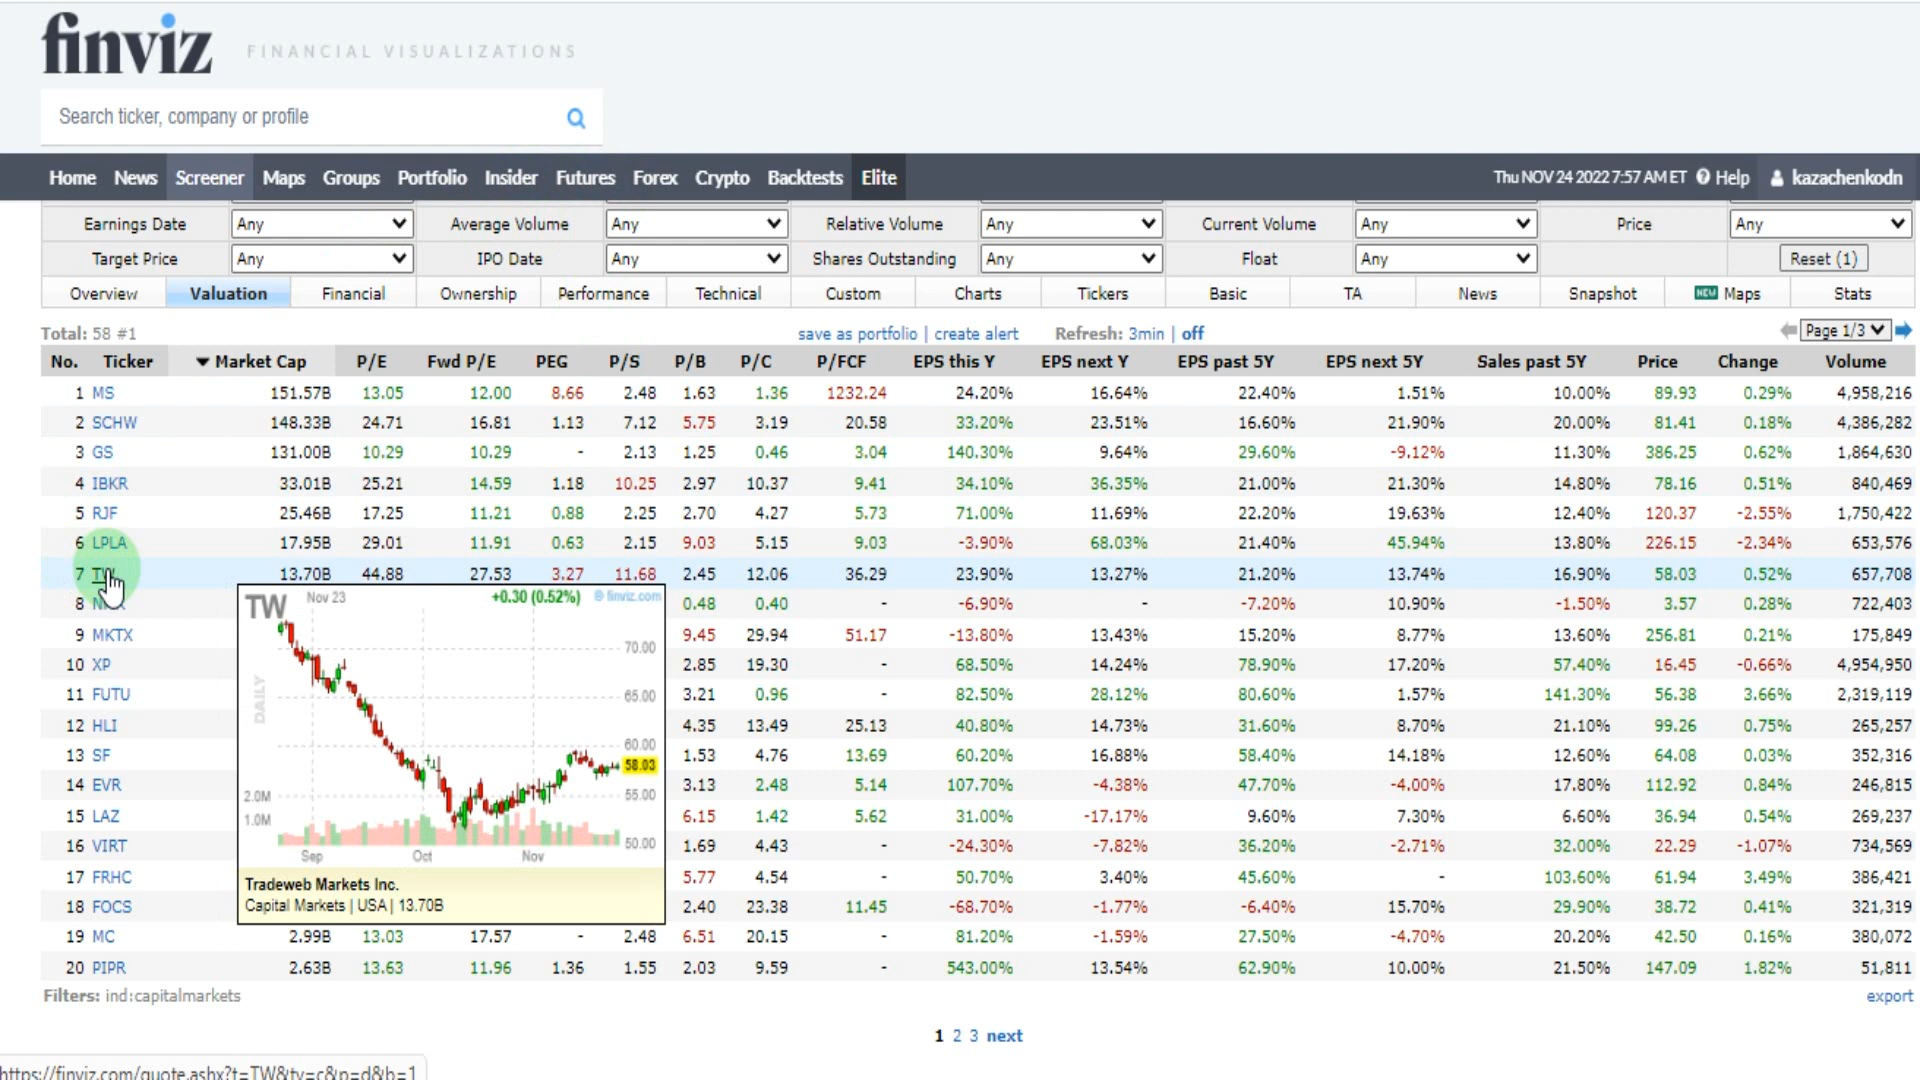 finviz FINANCIAL VISUALIZATIONS
Search ticker, company or profile
Home News Screener Maps Groups Portfolio Insider Futures Forex Crypto Backtests Elite Thu NOV 24 2022 7:57 AM ET Help kazachenkodn
Earnings Date Any Average Volume Any Relative Volume Any Current Volume Any Price Any
Target Price Any IPO Date Any Shares Outstanding Any Float Any Reset (1)
Overview Valuation Financial Ownership Performance Technical Custom Charts Tickers Basic TA News Snapshot NEW Maps Stats
Total: 58 #1 save as portfolio | create alert Refresh: 3min | off Page 1/3
No. Ticker Market Cap P/E Fwd P/E PEG P/S P/B P/C P/FCF EPS this Y EPS next Y EPS past 5Y EPS next 5Y Sales past 5Y Price Change Volume
1 MS 151.57B 13.05 12.00 8.66 2.48 1.63 1.36 1232.24 24.20% 16.64% 22.40% 1.51% 10.00% 89.93 0.29% 4,958,216
2 SCHW 148.33B 24.71 16.81 1.13 7.12 5.75 3.19 20.58 33.20% 23.51% 16.60% 21.90% 20.00% 81.41 0.18% 4,386,282
3 GS 131.00B 10.29 10.29 - 2.13 1.25 0.46 3.04 140.30% 9.64% 29.60% -9.12% 11.30% 386.25 0.62% 1,864,630
4 IBKR 33.01B 25.21 14.59 1.18 10.25 2.97 10.37 9.41 34.10% 36.35% 21.00% 21.30% 14.80% 78.16 0.51% 840,469
5 RJF 25.46B 17.25 11.21 0.88 2.25 2.70 4.27 5.73 71.00% 11.69% 22.20% 19.63% 12.40% 120.37 -2.55% 1,750,422
6 LPLA 17.95B 29.01 11.91 0.63 2.15 9.03 5.15 9.03 -3.90% 68.03% 21.40% 45.94% 13.80% 226.15 -2.34% 653,576
7 TW 13.70B 44.88 27.53 3.27 11.68 2.45 12.06 36.29 23.90% 13.27% 21.20% 13.74% 16.90% 58.03 0.52% 657,708
8 0.48 0.40 - -6.90% - -7.20% 10.90% -1.50% 3.57 0.28% 722,403
9 MKTX 9.45 29.94 51.17 -13.80% 13.43% 15.20% 8.77% 13.60% 256.81 0.21% 175,849
10 XP 2.85 19.30 - 68.50% 14.24% 78.90% 17.20% 57.40% 16.45 -0.66% 4,954,950
11 FUTU 3.21 0.96 - 82.50% 28.12% 80.60% 1.57% 141.30% 56.38 3.66% 2,319,119
12 HLI 4.35 13.49 25.13 40.80% 14.73% 31.60% 8.70% 21.10% 99.26 0.75% 265,257
13 SF 1.53 4.76 13.69 60.20% 16.88% 58.40% 14.18% 12.60% 64.08 0.03% 352,316
14 EVR 3.13 2.48 5.14 107.70% -4.38% 47.70% -4.00% 17.80% 112.92 0.84% 246,815
15 LAZ 6.15 1.42 5.62 31.00% -17.17% 9.60% 7.30% 6.60% 36.94 0.54% 269,237
16 VIRT 1.69 4.43 - -24.30% -7.82% 36.20% -2.71% 32.00% 22.29 -1.07% 734,569
17 FRHC 5.77 4.54 - 50.70% 3.40% 45.60% - 103.60% 61.94 3.49% 386,421
18 FOCS 2.40 23.38 11.45 -68.70% -1.77% -6.40% 15.70% 29.90% 38.72 0.41% 321,319
19 MC 2.99B 13.03 17.57 - 2.48 6.51 20.15 - 81.20% -1.59% 27.50% -4.70% 20.20% 42.50 0.16% 380,072
20 PIPR 2.63B 13.63 11.96 1.36 1.55 2.03 9.59 - 543.00% 13.54% 62.90% 10.00% 21.50% 147.09 1.82% 51,811
TW Nov 23 +0.30 (0.52%) © finviz.com
DAILY
70.00
65.00
60.00
58.03
55.00
50.00
2.0M
1.0M
Sep Oct Nov
Tradeweb Markets Inc.
Capital Markets | USA | 13.70B
Filters: ind:capitalmarkets export
1 2 3 next
https://finviz.com/quote.ashx?t=TW&ty=c&p=d&b=1